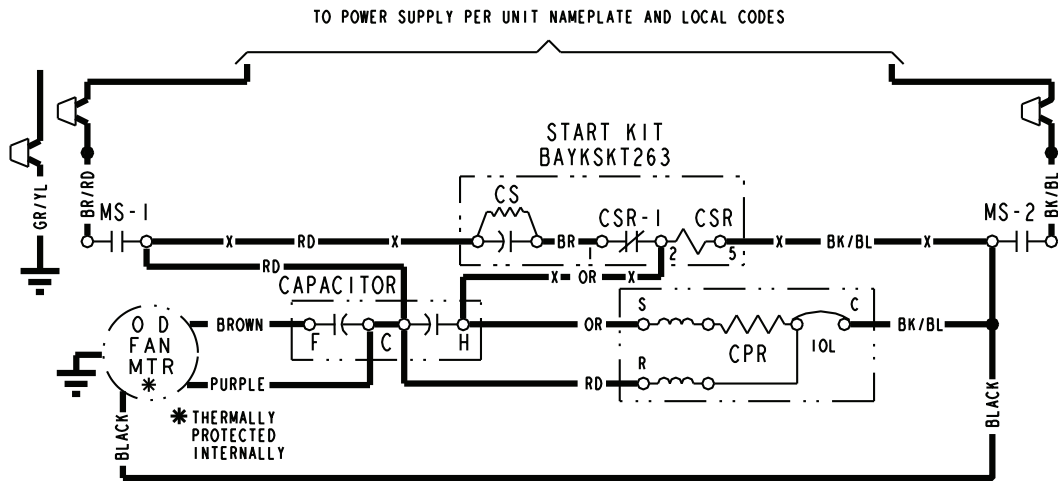 TO POWER SUPPLY PER UNIT NAMEPLATE AND LOCAL CODES
START KIT
BAYKSKT263
GR/YL
BR/RD
BK/BL
MS-1
CS
CSR-1
CSR
MS-2
X
RD
X
BR
1
2
5
X
BK/BL
X
RD
X
OR
X
CAPACITOR
O D
FAN
MTR
*
BROWN
F
C
H
OR
S
CPR
IOL
C
BK/BL
R
RD
PURPLE
BLACK
* THERMALLY
PROTECTED
INTERNALLY
BLACK